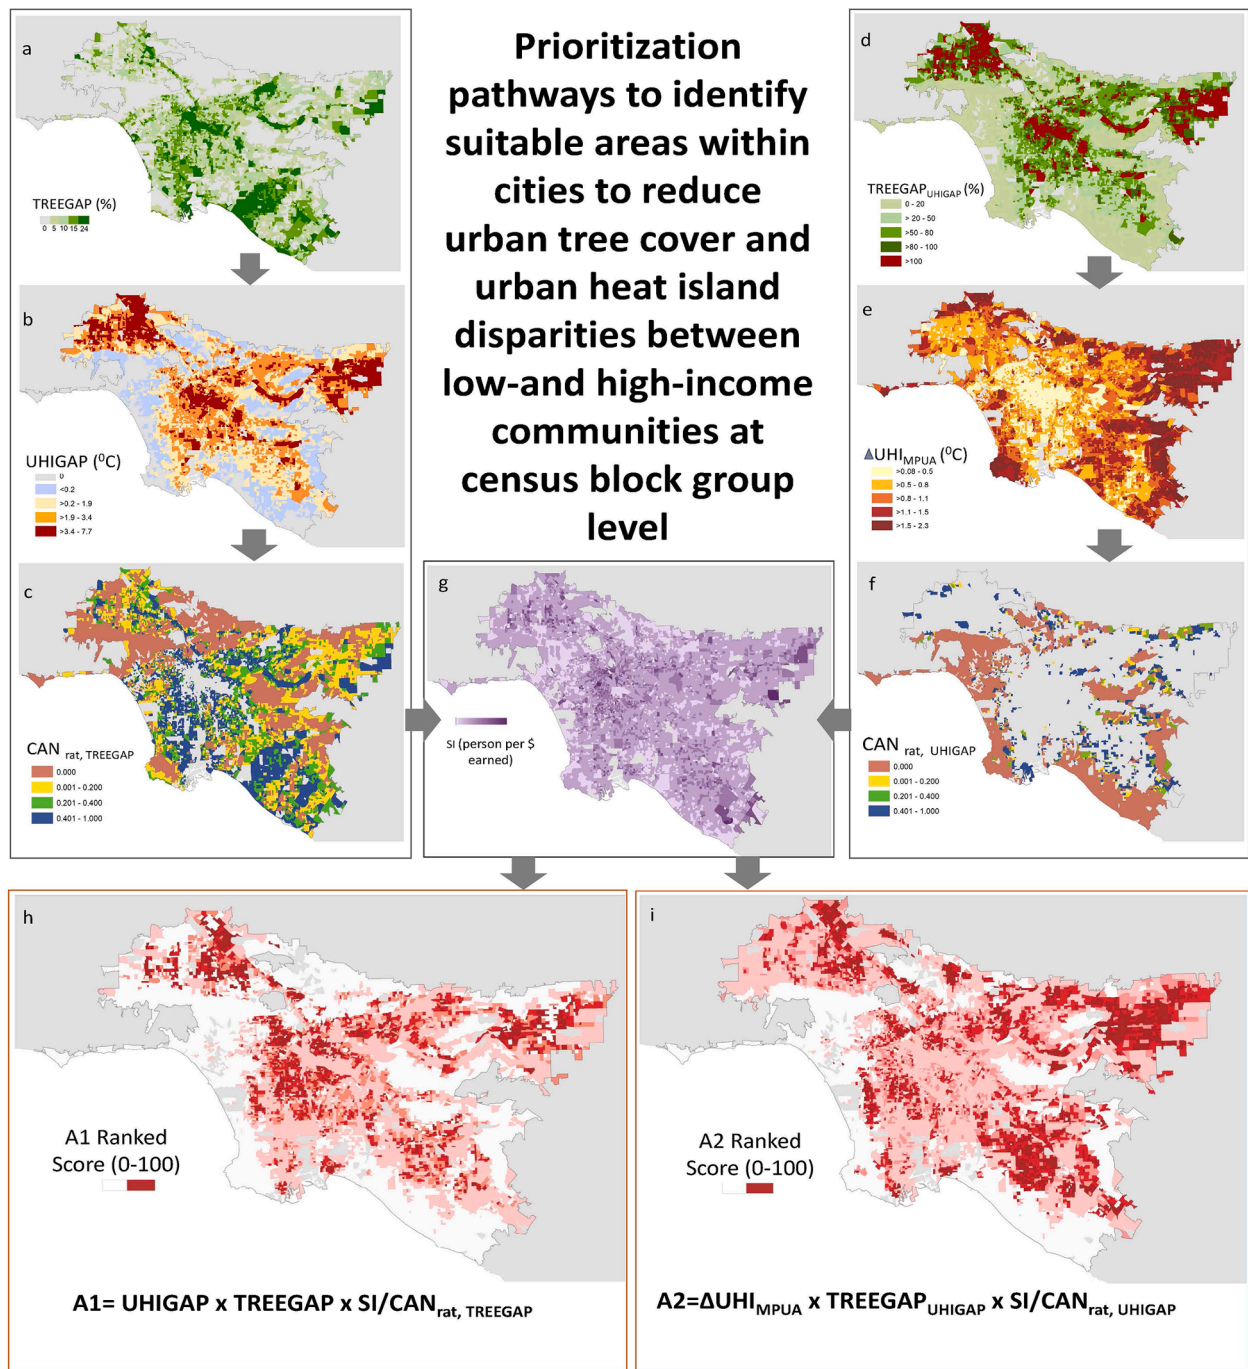 Prioritization
pathways to identify
suitable areas within
cities to reduce
urban tree cover and
urban heat island
disparities between
low-and high-income
communities at
census block group
level
a
TREEGAP (%)
0 5 10 15 24
b
UHIGAP (⁰C)
0
<0.2
>0.2 - 1.9
>1.9 - 3.4
>3.4 - 7.7
c
CAN rat, TREEGAP
0.000
0.001 - 0.200
0.201 - 0.400
0.401 - 1.000
d
TREEGAP UHIGAP (%)
0 - 20
> 20 - 50
>50 - 80
>80 - 100
>100
e
ΔUHI MPUA (⁰C)
>0.08 - 0.5
>0.5 - 0.8
>0.8 - 1.1
>1.1 - 1.5
>1.5 - 2.3
f
CAN rat, UHIGAP
0.000
0.001 - 0.200
0.201 - 0.400
0.401 - 1.000
g
SI (person per $
earned)
h
A1 Ranked
Score (0-100)
A1= UHIGAP x TREEGAP x SI/CAN rat, TREEGAP
i
A2 Ranked
Score (0-100)
A2=ΔUHI MPUA x TREEGAP UHIGAP x SI/CAN rat, UHIGAP